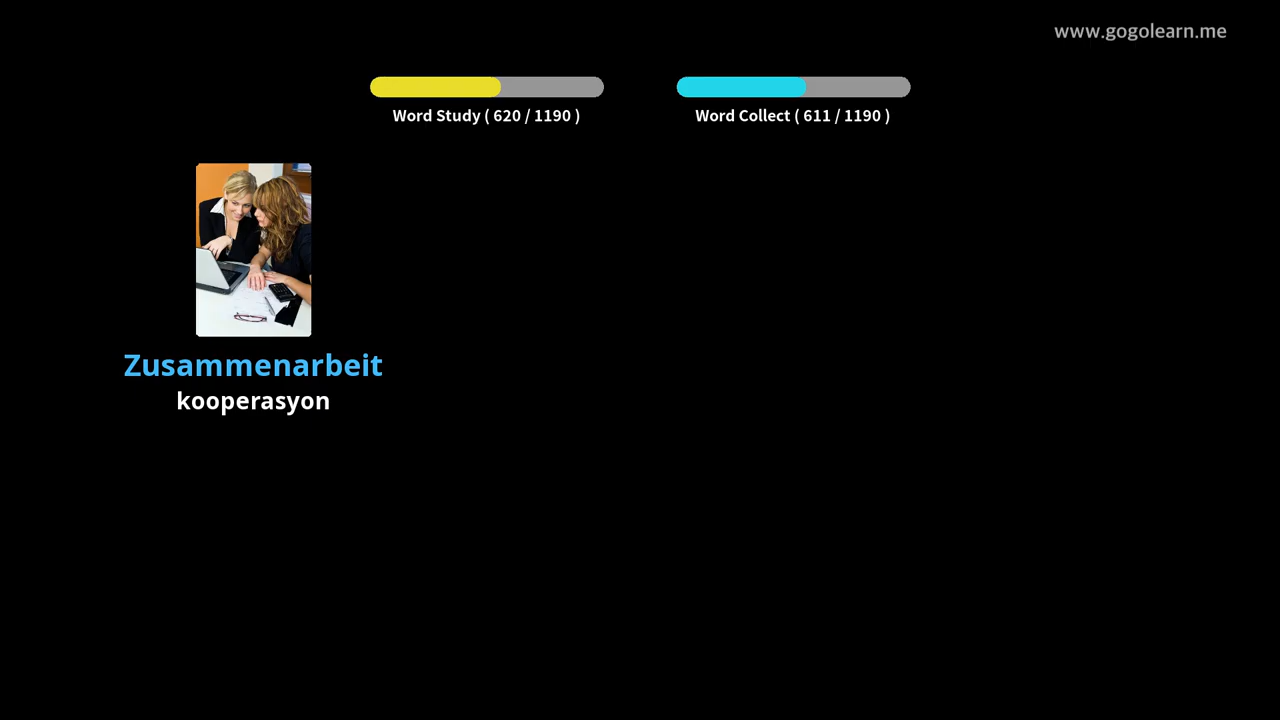 www.gogolearn.me
Word Study ( 620 / 1190 )
Word Collect ( 611 / 1190 )
Zusammenarbeit
kooperasyon